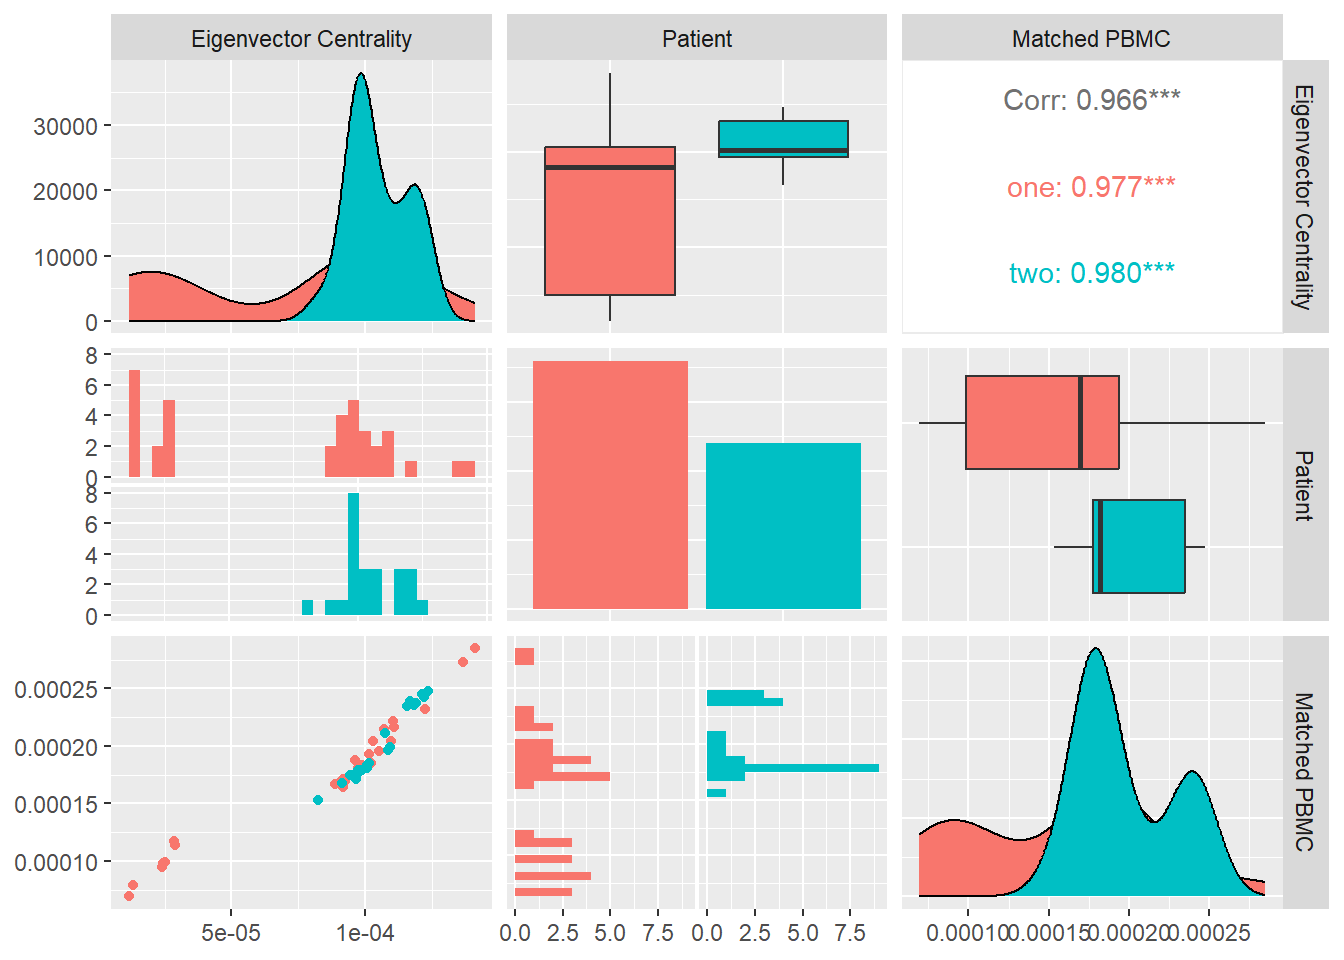 Eigenvector Centrality
Patient
Matched PBMC
30000
20000
10000
0
Corr: 0.966***
one: 0.977***
two: 0.980***
Eigenvector Centrality
8
6
4
2
0
8
6
4
2
0
Patient
0.00025
0.00020
0.00015
0.00010
Matched PBMC
5e-05
1e-04
0.0
2.5
5.0
7.5
0.0
2.5
5.0
7.5
0.00010
0.00015
0.00020
0.00025